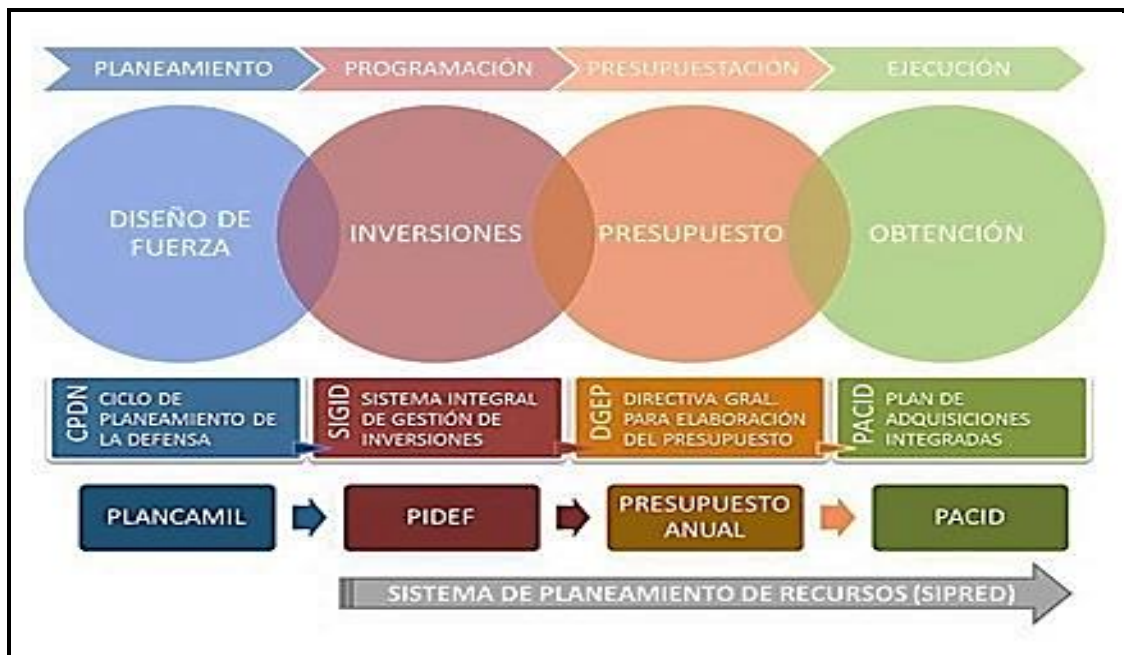 PLANEAMIENTO
PROGRAMACIÓN
PRESUPUESTACIÓN
EJECUCIÓN
DISEÑO DE
FUERZA
INVERSIONES
PRESUPUESTO
OBTENCIÓN
CPDN
CICLO DE
PLANEAMIENTO DE
LA DEFENSA
SIGID
SISTEMA INTEGRAL
DE GESTIÓN DE
INVERSIONES
DGEP
DIRECTIVA GRAL.
PARA ELABORACIÓN
DEL PRESUPUESTO
PACID
PLAN DE
ADQUISICIONES
INTEGRADAS
PLANCAMIL
PIDEF
PRESUPUESTO
ANUAL
PACID
SISTEMA DE PLANEAMIENTO DE RECURSOS (SIPRED)